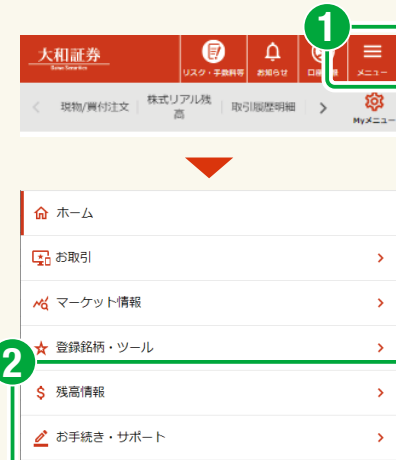 1
大和証券
Daiwa Securities
リスク・手数料等
お知らせ
メニュー
現物/買付注文
株式リアル残
高
取引履歴明細
Myメニュー
ホーム
お取引
マーケット情報
2
登録銘柄・ツール
残高情報
お手続き・サポート